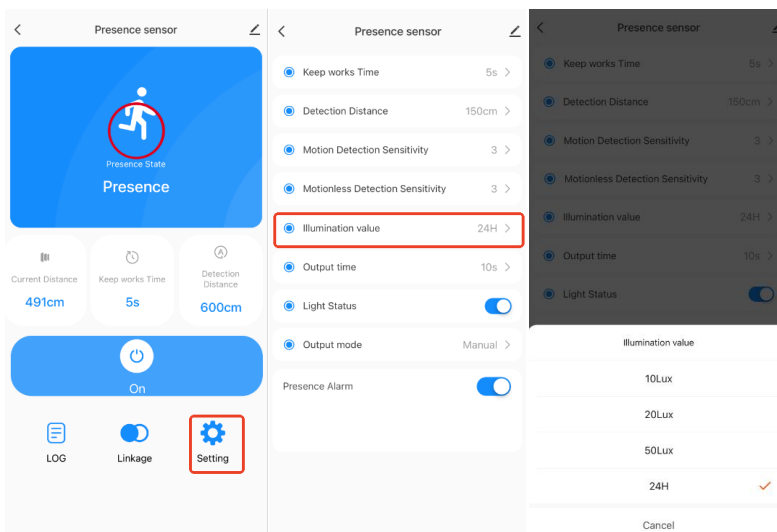 Presence sensor
Presence State
Presence
Current Distance
491cm
Keep works Time
5s
Detection
Distance
600cm
On
LOG
Linkage
Setting
Presence sensor
Keep works Time 5s
Detection Distance 150cm
Motion Detection Sensitivity 3
Motionless Detection Sensitivity 3
Illumination value 24H
Output time 10s
Light Status
Output mode Manual
Presence Alarm
Presence sensor
Keep works Time 5s
Detection Distance 150cm
Motion Detection Sensitivity 3
Motionless Detection Sensitivity 3
Illumination value 24H
Output time 10s
Light Status
Illumination value
10Lux
20Lux
50Lux
24H
Cancel